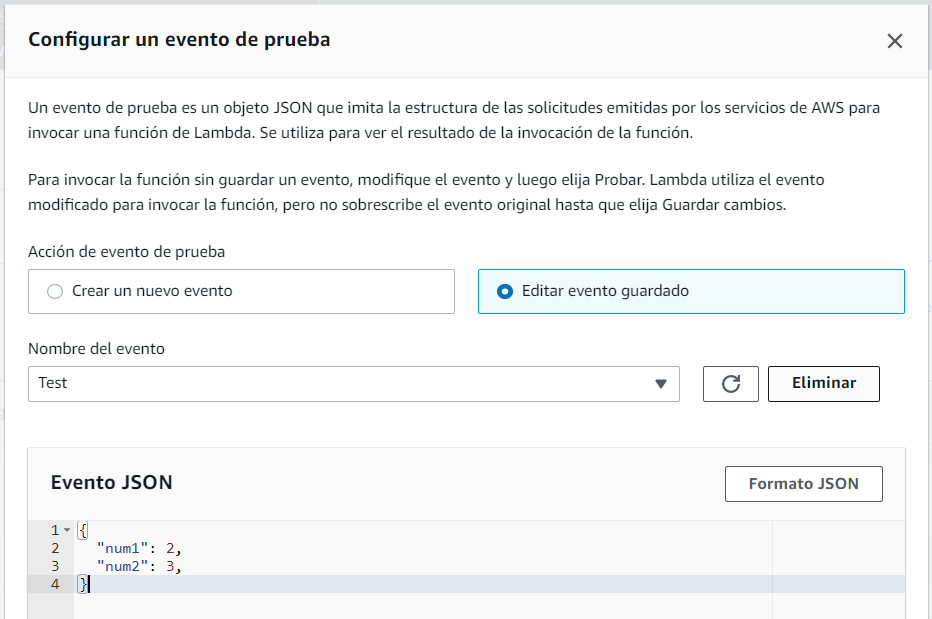 Configurar un evento de prueba
Un evento de prueba es un objeto JSON que imita la estructura de las solicitudes emitidas por los servicios de AWS para
invocar una función de Lambda. Se utiliza para ver el resultado de la invocación de la función.
Para invocar la función sin guardar un evento, modifique el evento y luego elija Probar. Lambda utiliza el evento
modificado para invocar la función, pero no sobrescribe el evento original hasta que elija Guardar cambios.
Acción de evento de prueba
Crear un nuevo evento
Editar evento guardado
Nombre del evento
Test
Eliminar
Evento JSON
Formato JSON
1 {
2 "num1": 2,
3 "num2": 3,
4 }